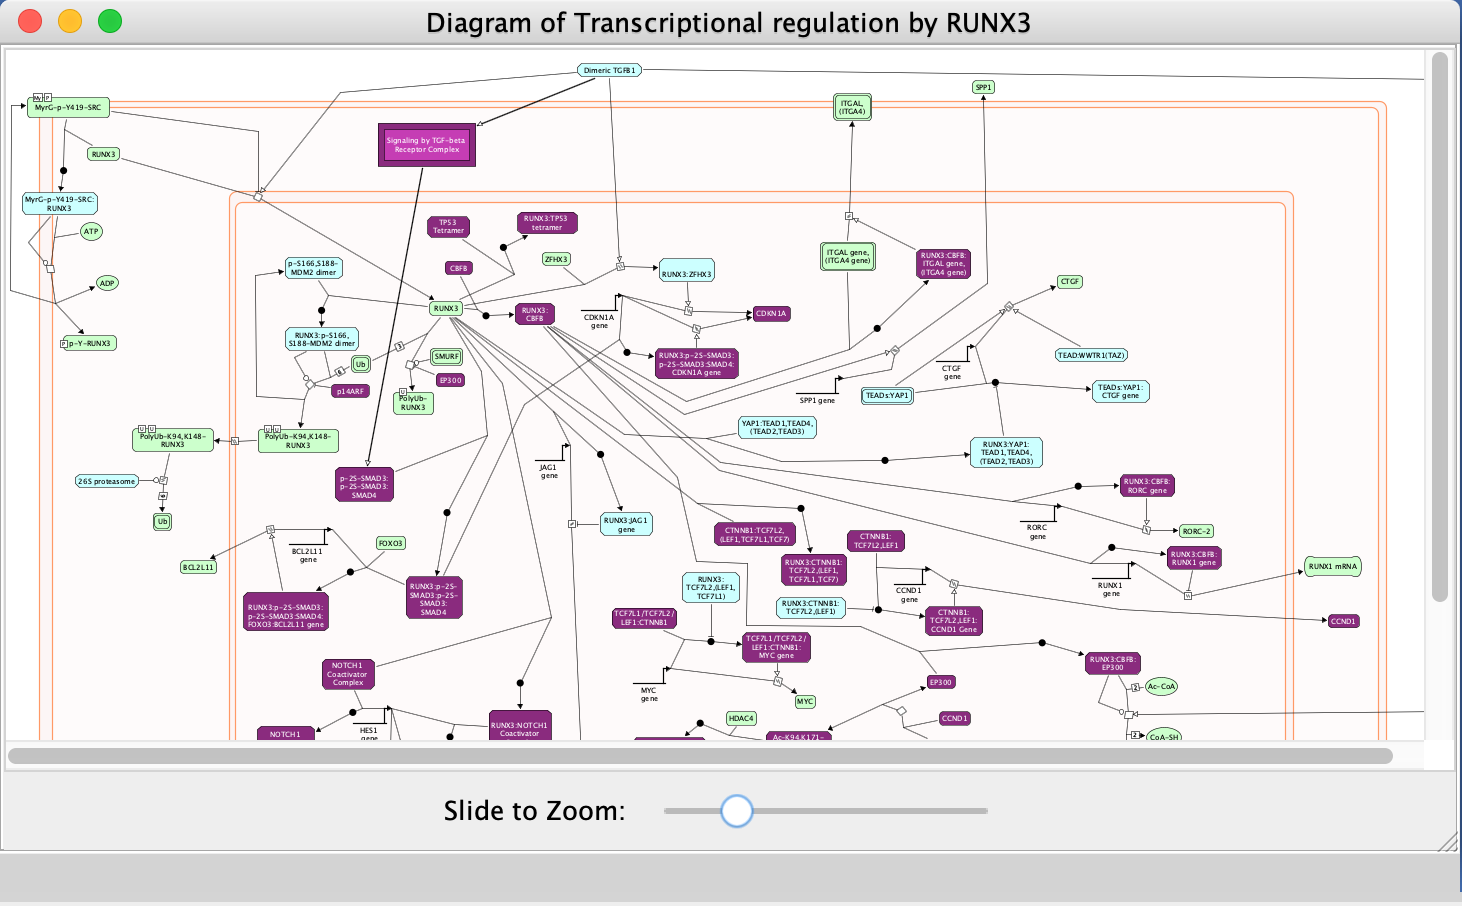 Diagram of Transcriptional regulation by RUNX3
Dimeric TGFB1
SPP1
My P
MyrG-p-Y419-SRC
ITGAL,
(ITGA4)
Signaling by TGF-beta
Receptor Complex
RUNX3
MyrG-p-Y419-SRC:
RUNX3
ATP
ADP
P
p-Y-RUNX3
TP53
Tetramer
RUNX3:TP53
tetramer
CBFB
ZFHX3
RUNX3:ZFHX3
ITGAL gene,
(ITGA4 gene)
RUNX3:CBFB:
ITGAL gene,
(ITGA4 gene)
CTGF
p-S166,S188-
MDM2 dimer
RUNX3
RUNX3:
CBFB
CDKN1A
gene
CDKN1A
RUNX3:p-S166,
S188-MDM2 dimer
3
SMURF
Ub
6
EP300
p14ARF
U
PolyUb-
RUNX3
RUNX3:p-2S-SMAD3:
p-2S-SMAD3:SMAD4:
CDKN1A gene
CTGF
gene
TEAD:WWTR1(TAZ)
SPP1 gene
TEADs:YAP1
TEADs:YAP1:
CTGF gene
U U
PolyUb-K94,K148-
RUNX3
U U
PolyUb-K94,K148-
RUNX3
YAP1:TEAD1,TEAD4,
(TEAD2,TEAD3)
RUNX3:YAP1:
TEAD1,TEAD4,
(TEAD2,TEAD3)
26S proteasome
6
Ub
p-2S-SMAD3:
p-2S-SMAD3:
SMAD4
JAG1
gene
RUNX3:JAG1
gene
RUNX3:CBFB:
RORC gene
RORC
gene
RORC-2
BCL2L11
gene
FOXO3
BCL2L11
CTNNB1:TCF7L2,
(LEF1,TCF7L1,TCF7)
CTNNB1:
TCF7L2,LEF1
RUNX3:CTNNB1:
TCF7L2,(LEF1,
TCF7L1,TCF7)
RUNX3:CBFB:
RUNX1 gene
RUNX1
gene
RUNX1 mRNA
RUNX3:p-2S-SMAD3:
p-2S-SMAD3:SMAD4:
FOXO3:BCL2L11 gene
RUNX3:p-2S-
SMAD3:p-2S-
SMAD3:
SMAD4
RUNX3:
TCF7L2,(LEF1,
TCF7L1)
CCND1
gene
RUNX3:CTNNB1:
TCF7L2,(LEF1)
CTNNB1:
TCF7L2,LEF1:
CCND1 Gene
CCND1
TCF7L1/TCF7L2/
LEF1:CTNNB1
TCF7L1/TCF7L2/
LEF1:CTNNB1:
MYC gene
NOTCH1
Coactivator
Complex
MYC
gene
MYC
EP300
RUNX3:CBFB:
EP300
2
Ac-CoA
HES1
gene
NOTCH1
RUNX3:NOTCH1
Coactivator
HDAC4
CCND1
Ac-K94,K171-
2
CoA-SH
Slide to Zoom: